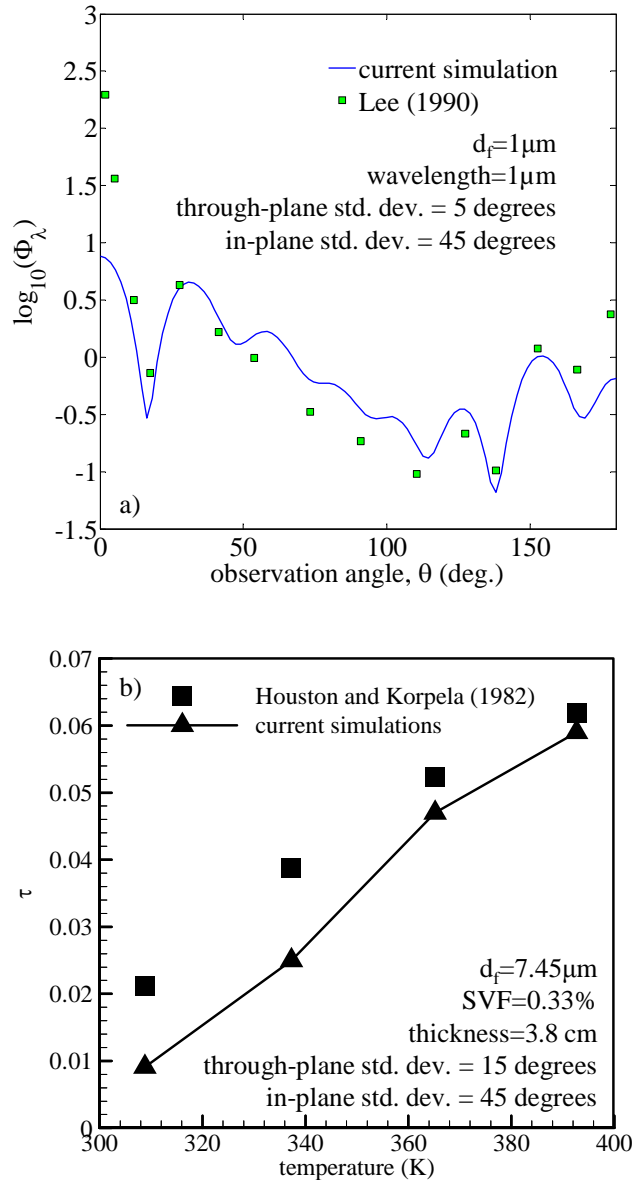 3
2.5
2
1.5
1
0.5
0
-0.5
-1
-1.5
log10(Φλ)
current simulation
Lee (1990)
df=1μm
wavelength=1μm
through-plane std. dev. = 5 degrees
in-plane std. dev. = 45 degrees
a)
0 50 100 150
observation angle, θ (deg.)
b)
Houston and Korpela (1982)
current simulations
0.07
0.06
0.05
0.04
0.03
0.02
0.01
0
τ
df=7.45μm
SVF=0.33%
thickness=3.8 cm
through-plane std. dev. = 15 degrees
in-plane std. dev. = 45 degrees
300 320 340 360 380 400
temperature (K)